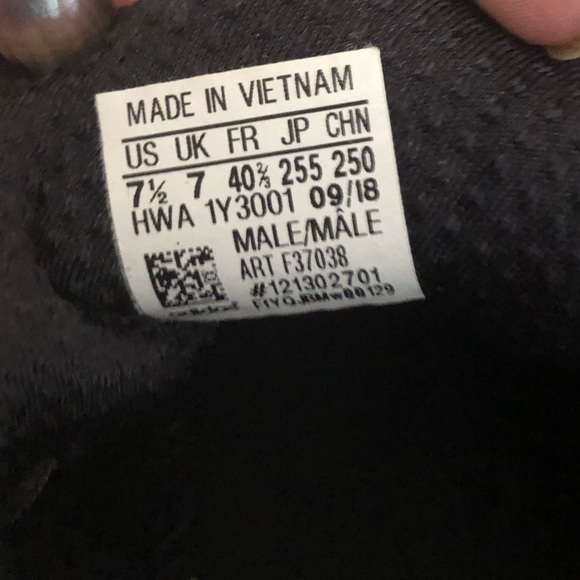 MADE IN VIETNAM
US UK FR JP CHN
7½ 7 40⅔ 255 250
HWA 1Y3001 09/18
MALE/MÂLE
ART F37038
#121302701